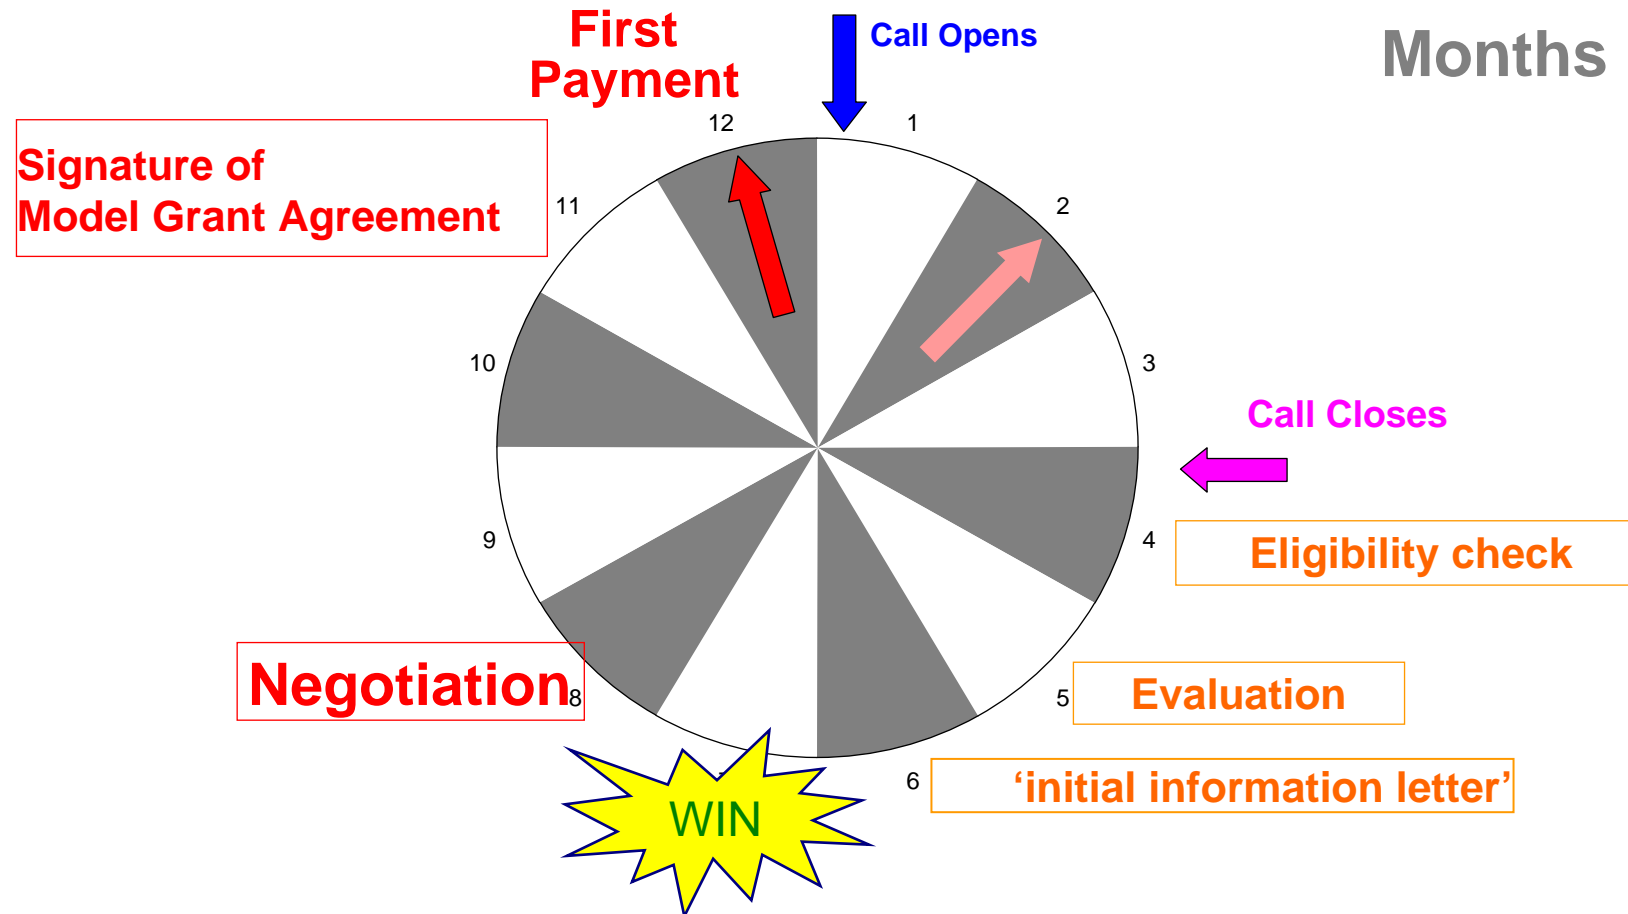 First
Payment
Call Opens
Months
12
1
Signature of
Model Grant Agreement
11
2
10
3
Call Closes
9
4
Eligibility check
Negotiation
8
5
Evaluation
WIN
6
‘initial information letter’